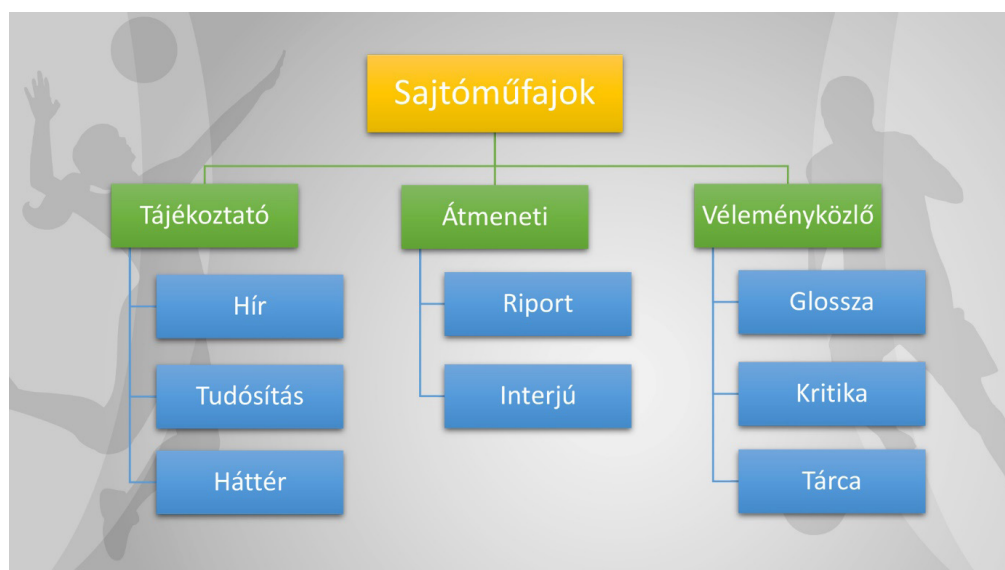 Sajtóműfajok
Tájékoztató
Hír
Tudósítás
Háttér
Átmeneti
Riport
Interjú
Véleményközlő
Glossza
Kritika
Tárca